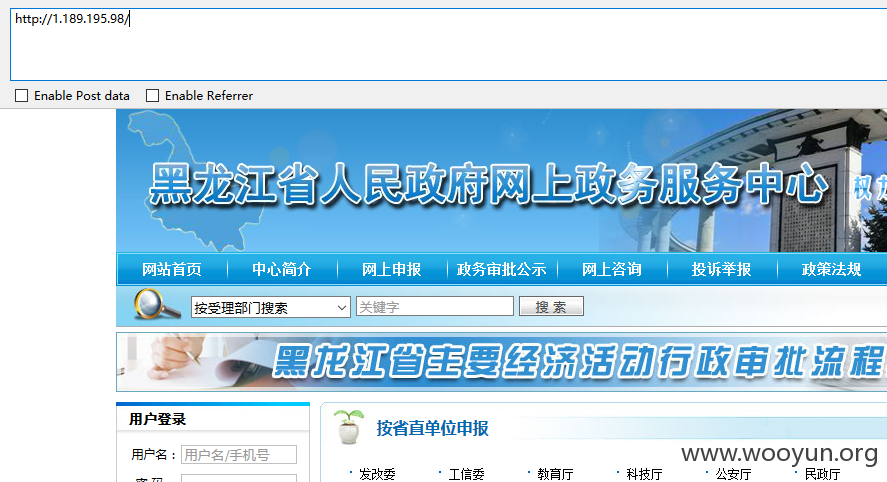 http://1.189.195.98/
Enable Post data Enable Referrer
黑龙江省人民政府网上政务服务中心
网站首页 中心简介 网上申报 政务审批公示 网上咨询 投诉举报 政策法规
按受理部门搜索 关键字 搜 索
黑龙江省主要经济活动行政审批流程
用户登录
按省直单位申报
用户名： 用户名/手机号
www.wooyun.org
· 发改委 · 工信委 · 教育厅 · 科技厅 · 公安厅 · 民政厅